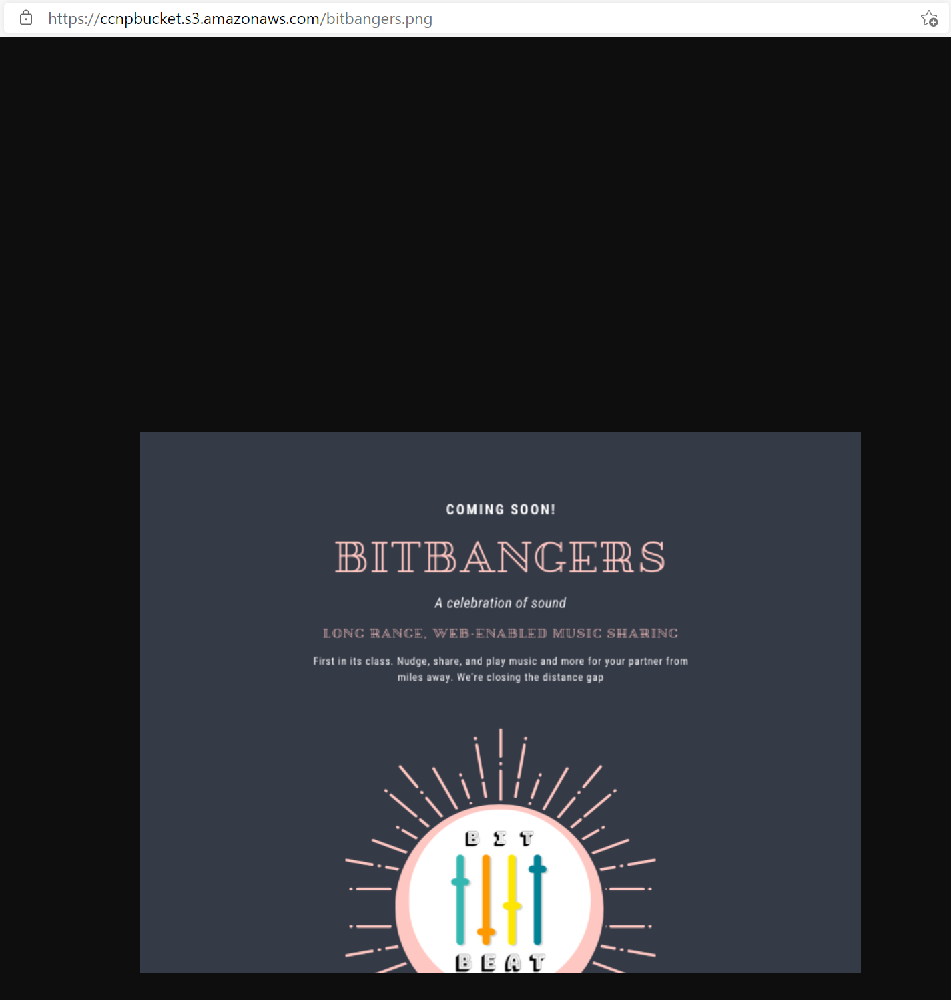 https://ccnpbucket.s3.amazonaws.com/bitbangers.png
COMING SOON!
BITBANGERS
A celebration of sound
LONG RANGE, WEB-ENABLED MUSIC SHARING
First in its class. Nudge, share, and play music and more for your partner from
miles away. We're closing the distance gap
BIT
BEAT